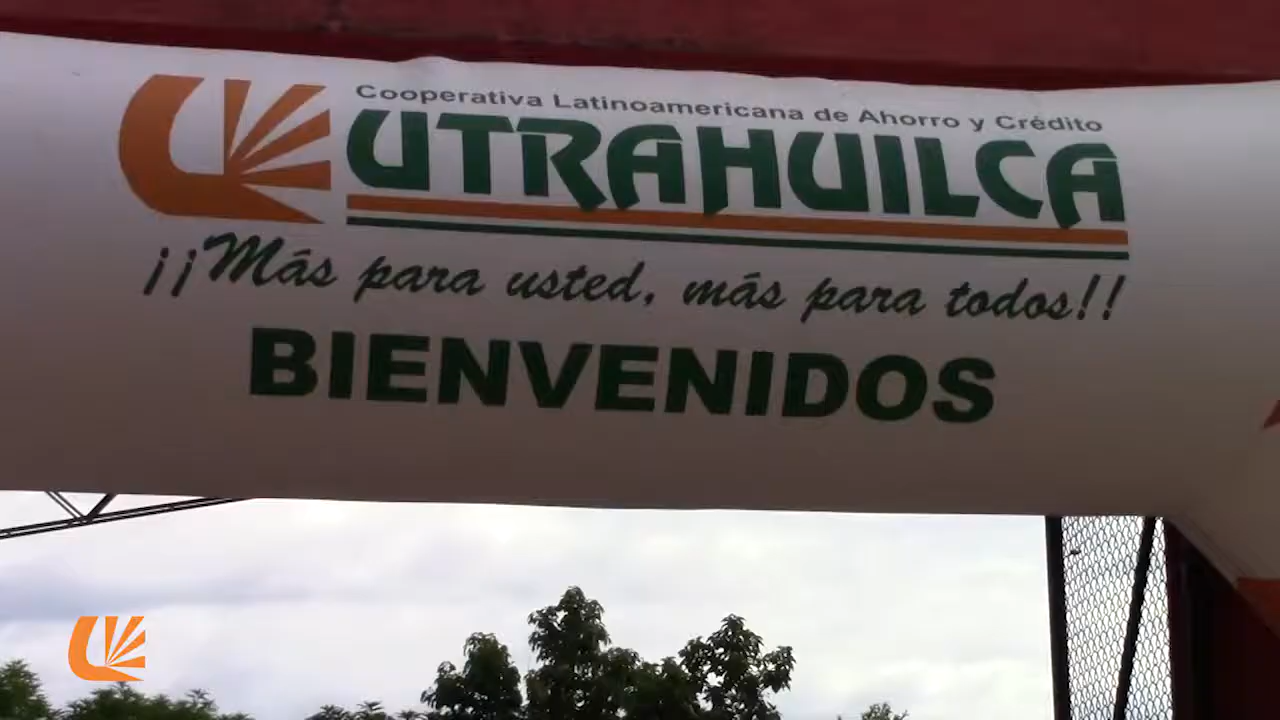 Cooperativa Latinoamericana de Ahorro y Crédito
UTRAHUILCA
¡¡Más para usted, más para todos!!
BIENVENIDOS